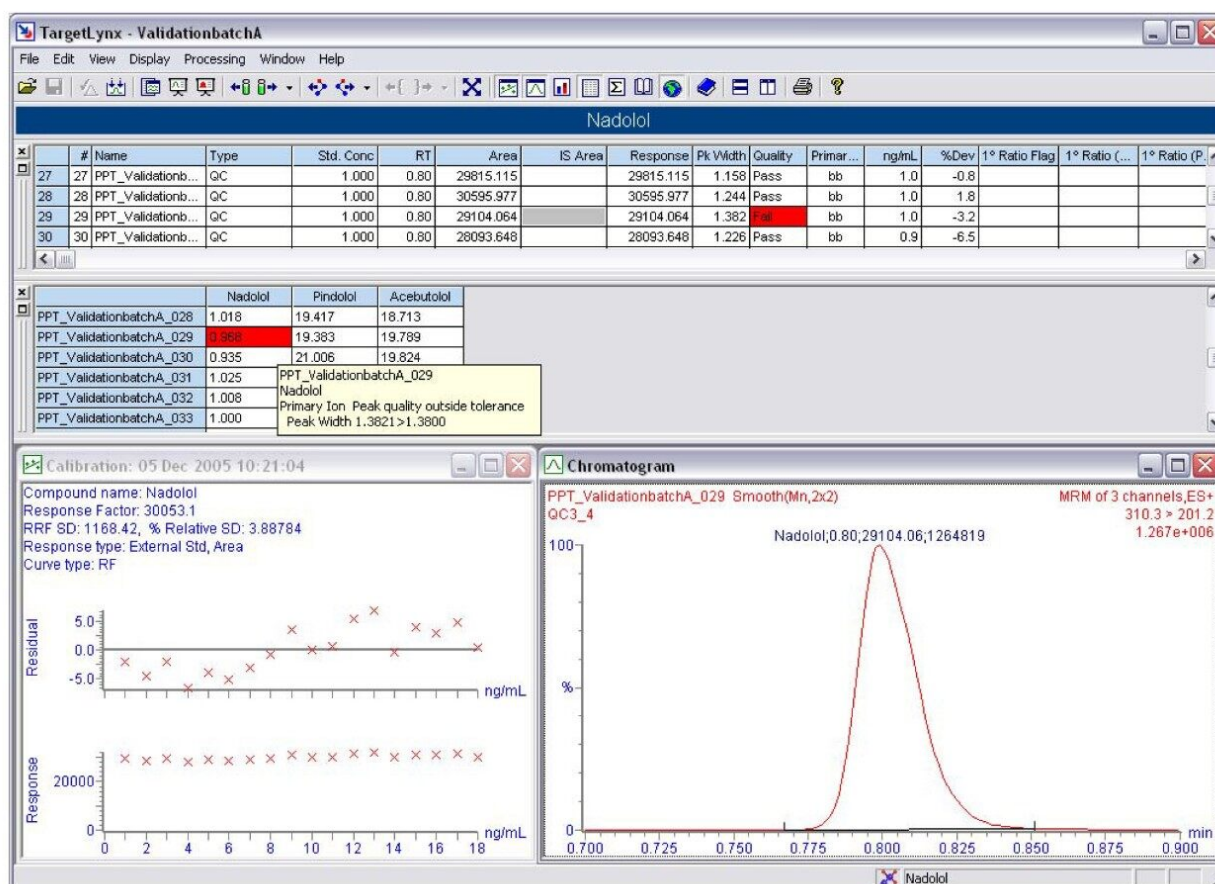 TargetLynx - ValidationbatchA
File Edit View Display Processing Window Help
Nadolol
# Name Type Std. Conc RT Area IS Area Response Pk Width Quality Primar... ng/mL %Dev 1º Ratio Flag 1º Ratio (... 1º Ratio (P.
27 27 PPT_Validationb... QC 1.000 0.80 29815.115 29815.115 1.158 Pass bb 1.0 -0.8
28 28 PPT_Validationb... QC 1.000 0.80 30595.977 30595.977 1.244 Pass bb 1.0 1.8
29 29 PPT_Validationb... QC 1.000 0.80 29104.064 29104.064 1.382 Fail bb 1.0 -3.2
30 30 PPT_Validationb... QC 1.000 0.80 28093.648 28093.648 1.226 Pass bb 0.9 -6.5
Nadolol Pindolol Acebutolol
PPT_ValidationbatchA_028 1.018 19.417 18.713
PPT_ValidationbatchA_029 0.968 19.383 19.789
PPT_ValidationbatchA_030 0.935 21.006 19.824
PPT_ValidationbatchA_031 1.025
PPT_ValidationbatchA_032 1.008
PPT_ValidationbatchA_033 1.000
PPT_ValidationbatchA_029
Nadolol
Primary Ion Peak quality outside tolerance
Peak Width 1.3821>1.3800
Calibration: 05 Dec 2005 10:21:04
Compound name: Nadolol
Response Factor: 30053.1
RRF SD: 1168.42, % Relative SD: 3.88784
Response type: External Std, Area
Curve type: RF
Residual
5.0
0.0
-5.0
ng/mL
Response
20000
0
ng/mL
0 2 4 6 8 10 12 14 16 18
Chromatogram
PPT_ValidationbatchA_029 Smooth(Mn,2x2)
QC3_4
MRM of 3 channels,ES+
310.3 > 201.2
1.267e+006
Nadolol;0.80;29104.06;1264819
100
%
0
min
0.700 0.725 0.750 0.775 0.800 0.825 0.850 0.875 0.900
Nadolol